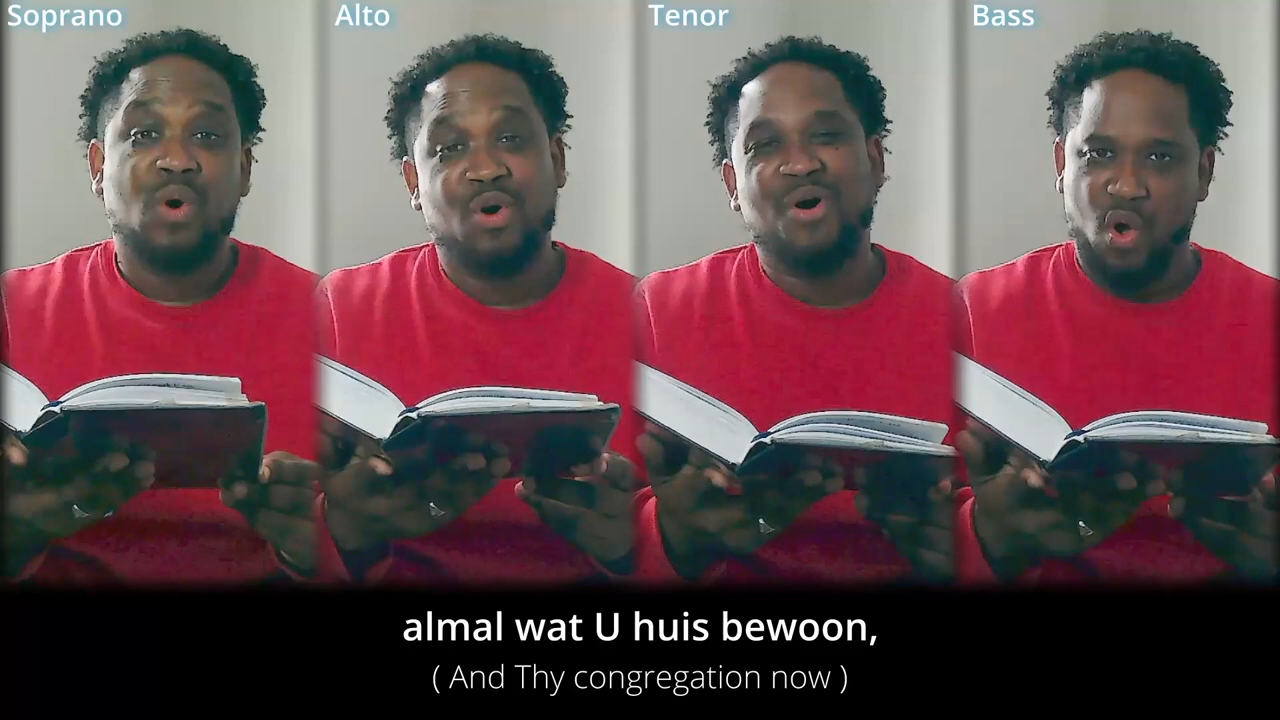 Soprano
Alto
Tenor
Bass
almal wat U huis bewoon,
( And Thy congregation now )